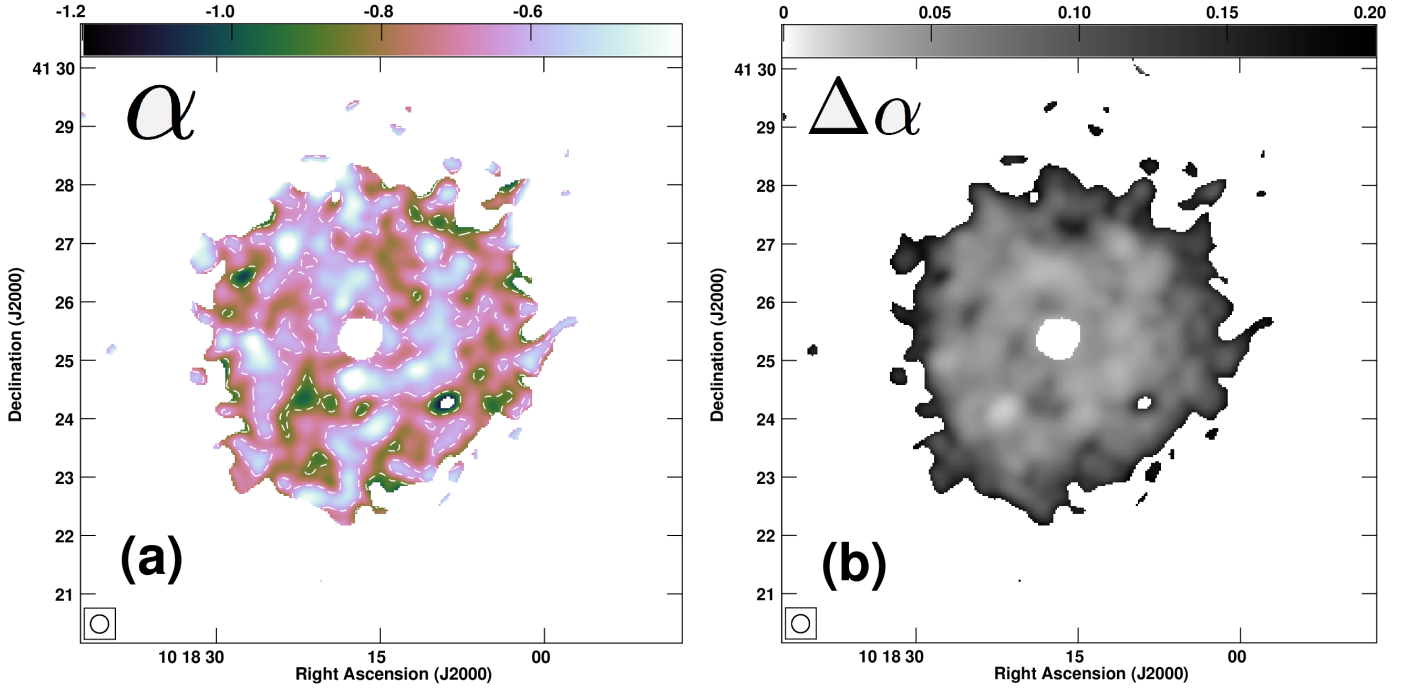 -1.2 -1.0 -0.8 -0.6
α
41 30
29
28
27
26
25
24
23
22
21
Declination (J2000)
(a)
10 18 30 15 00
Right Ascension (J2000)
0 0.05 0.10 0.15 0.20
Δα
41 30
29
28
27
26
25
24
23
22
21
Declination (J2000)
(b)
10 18 30 15 00
Right Ascension (J2000)